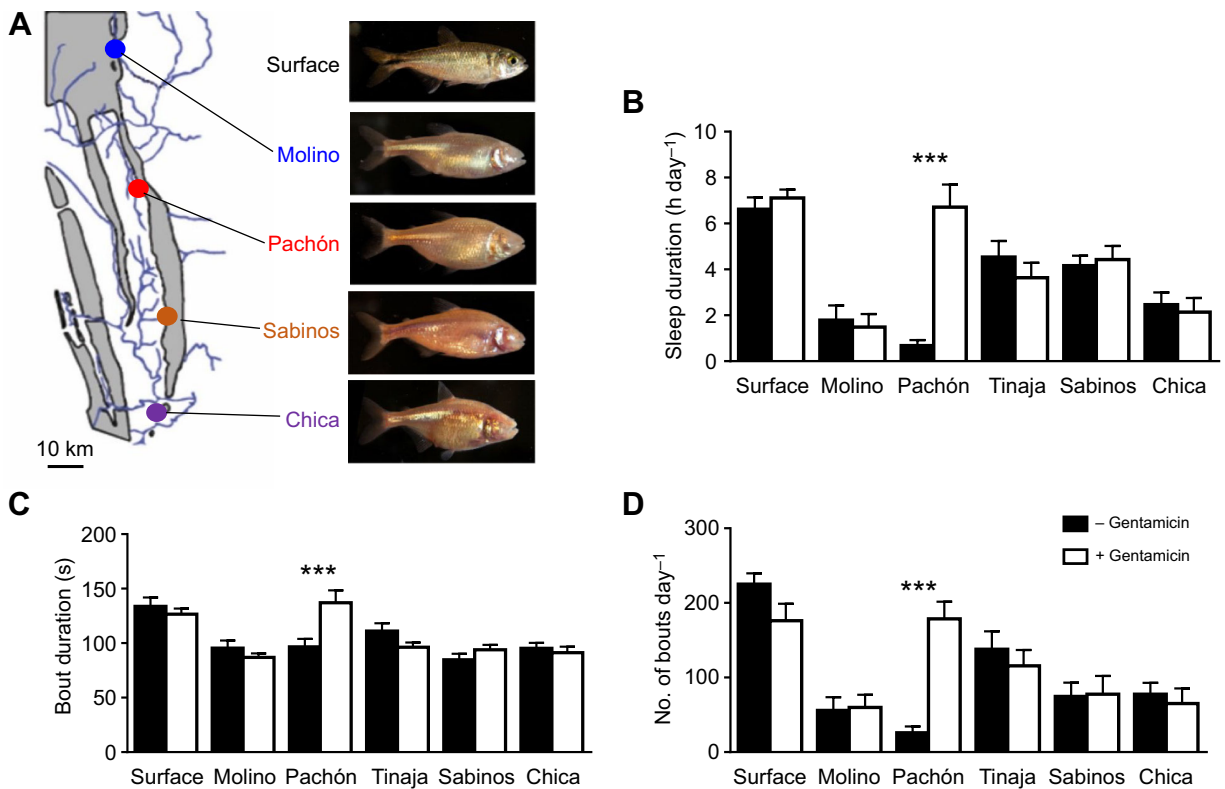 A
Surface
Molino
Pachón
Sabinos
Chica
10 km
B
Sleep duration (h day–1)
10
8
6
4
2
0
***
Surface Molino Pachón Tinaja Sabinos Chica
C
Bout duration (s)
200
150
100
50
0
***
Surface Molino Pachón Tinaja Sabinos Chica
D
No. of bouts day–1
300
200
100
0
***
– Gentamicin
+ Gentamicin
Surface Molino Pachón Tinaja Sabinos Chica